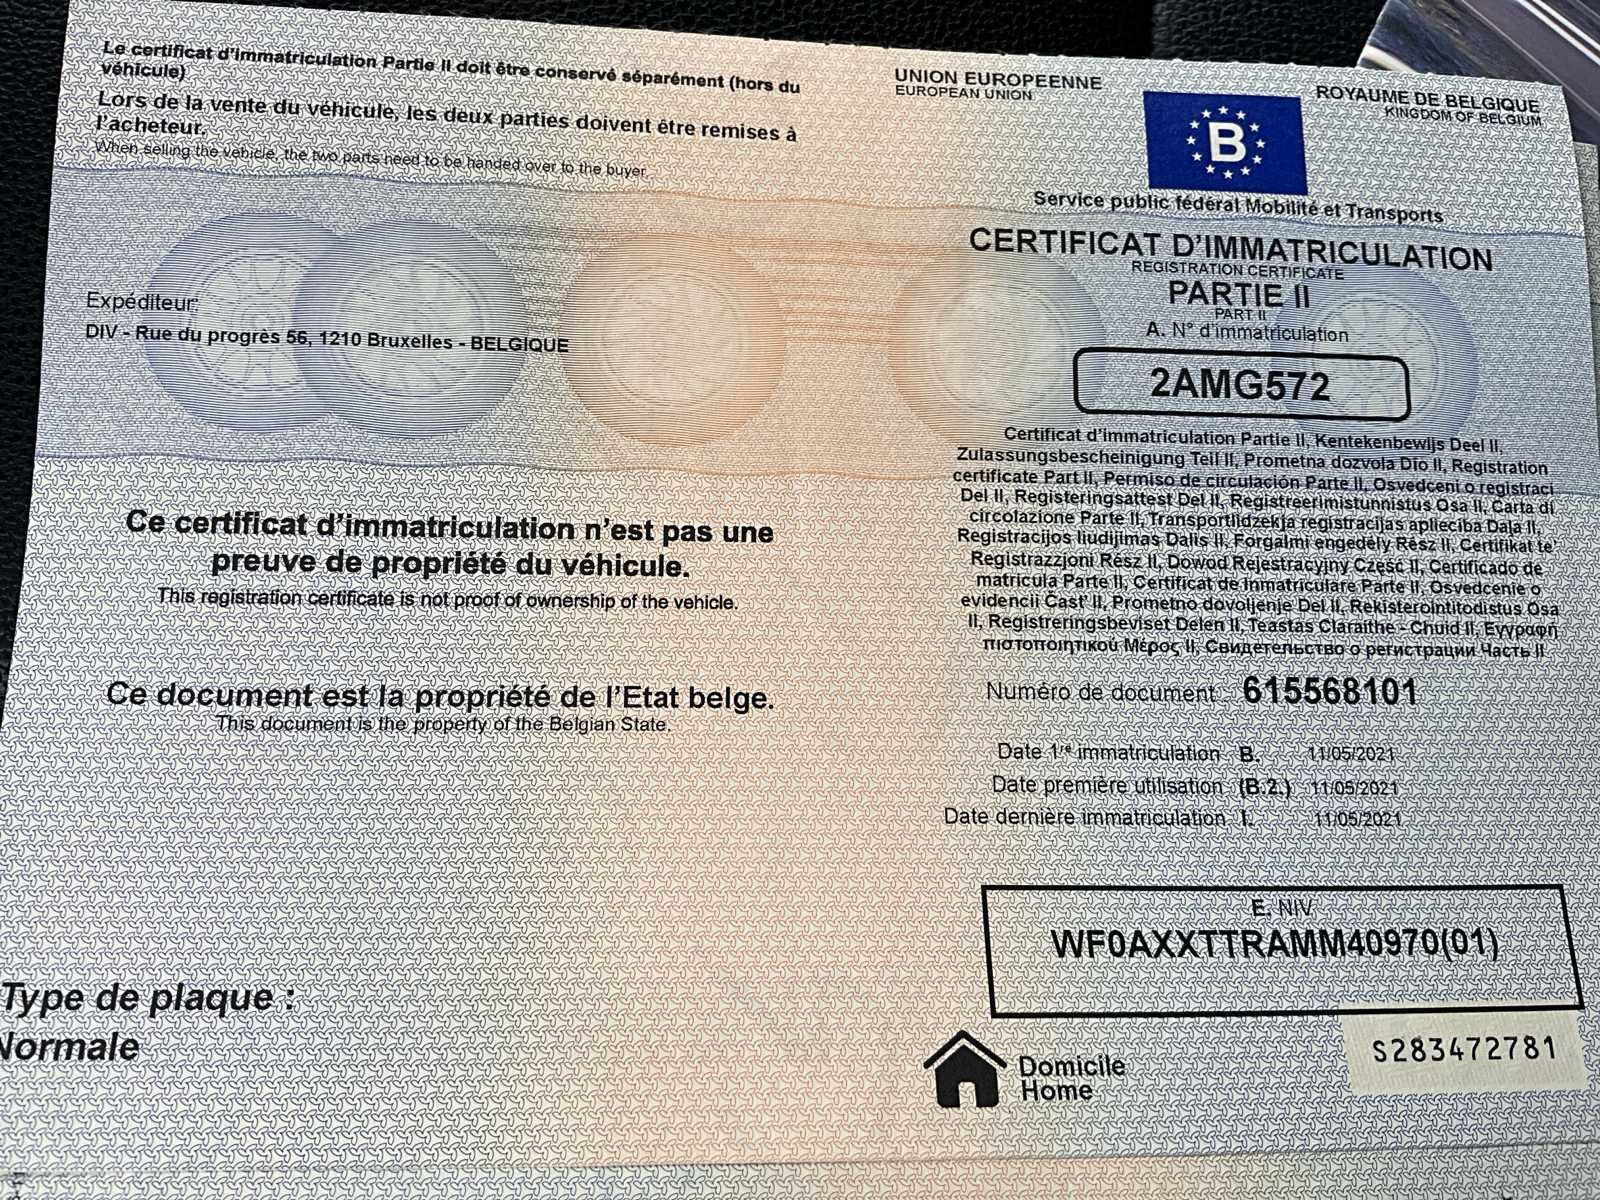 Le certificat d'immatriculation Partie II doit être conservé séparément (hors du
véhicule)
Lors de la vente du véhicule, les deux parties doivent être remises à
l'acheteur.
When selling the vehicle, the two parts need to be handed over to the buyer.
Expéditeur:
DIV - Rue du progrès 56, 1210 Bruxelles - BELGIQUE
Ce certificat d'immatriculation n'est pas une
preuve de propriété du véhicule.
This registration certificate is not proof of ownership of the vehicle.
Ce document est la propriété de l'Etat belge.
This document is the property of the Belgian State.
Type de plaque :
Normale
UNION EUROPEENNE
EUROPEAN UNION
B
ROYAUME DE BELGIQUE
KINGDOM OF BELGIUM
Service public fédéral Mobilité et Transports
CERTIFICAT D'IMMATRICULATION
REGISTRATION CERTIFICATE
PARTIE II
PART II
A. N° d'immatriculation
2AMG572
Certificat d'immatriculation Partie II, Kentekenbewijs Deel II,
Zulassungsbescheinigung Teil II, Prometna dozvola Dio II, Registration
certificate Part II, Permiso de circulación Parte II, Osvedceni o registraci
Del II, Registeringsattest Del II, Registreerimistunnistus Osa II, Carta di
circolazione Parte II, Transportlidzekja registracijas aplieciba Dala II,
Registracijos liudijimas Dalis II, Forgalmi engedély Rész II, Certifikat te'
Registrazzjoni Rész II, Dowod Rejestracyjny Część II, Certificado de
matricula Parte II, Certificat de Inmatriculare Parte II, Osvedcenie o
evidencii Cast' II, Prometno dovoljenje Del II, Rekisterointitodistus Osa
II, Registreringsbeviset Delen II, Teastas Claraithe - Chuid II, Εγγραφή
πιστοποιητικού Μέρος II, Свидетельство о регистрации Часть II
Numéro de document : 615568101
Date 1re immatriculation B. 11/05/2021
Date première utilisation (B.2.) 11/05/2021
Date dernière immatriculation I. 11/05/2021
E. NIV
WF0AXXTTRAMM40970(01)
Domicile
Home
S283472781